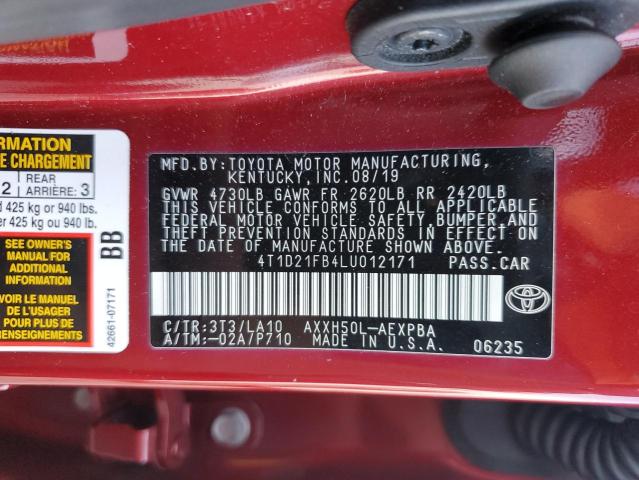 FORMATION
E CHARGEMENT
2
REAR
ARRIÈRE: 3
d 425 kg or 940 lbs.
er 425 kg ou 940 lb.
SEE OWNER'S
MANUAL FOR
ADDITIONAL
INFORMATION
VOIR LE MANUEL
POUR PLUS DE
RENSEIGNEMENTS
BB
42661-07171
MFD.BY: TOYOTA MOTOR MANUFACTURING,
KENTUCKY, INC. 08/19
GVWR 4730LB GAWR FR 2620LB RR 2420LB
THIS VEHICLE CONFORMS TO ALL APPLICABLE
FEDERAL MOTOR VEHICLE SAFETY, BUMPER, AND
THEFT PREVENTION STANDARDS IN EFFECT ON
THE DATE OF MANUFACTURE SHOWN ABOVE.
4T1D21FB4LU012171 PASS.CAR
C/TR:3T3/LA10 AXXH50L-AEXPBA
A/TM:-02A/P710 MADE IN U.S.A.
06235